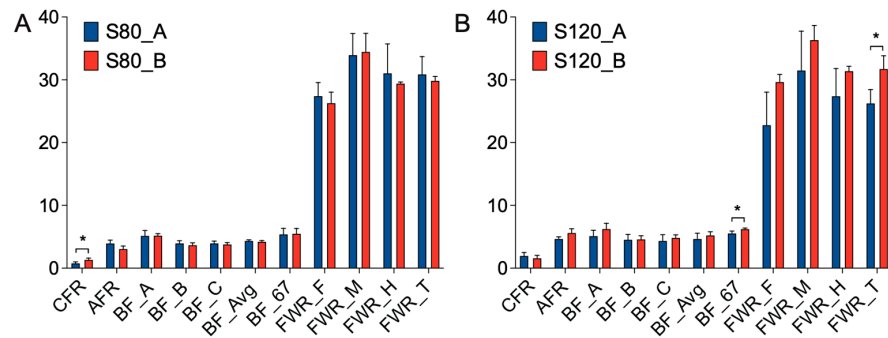 A
S80_A
S80_B
40
30
20
10
0
*
CFR
AFR
BF_A
BF_B
BF_C
BF_Avg
BF_67
FWR_F
FWR_M
FWR_H
FWR_T
B
S120_A
S120_B
40
30
20
10
0
*
*
CFR
AFR
BF_A
BF_B
BF_C
BF_Avg
BF_67
FWR_F
FWR_M
FWR_H
FWR_T